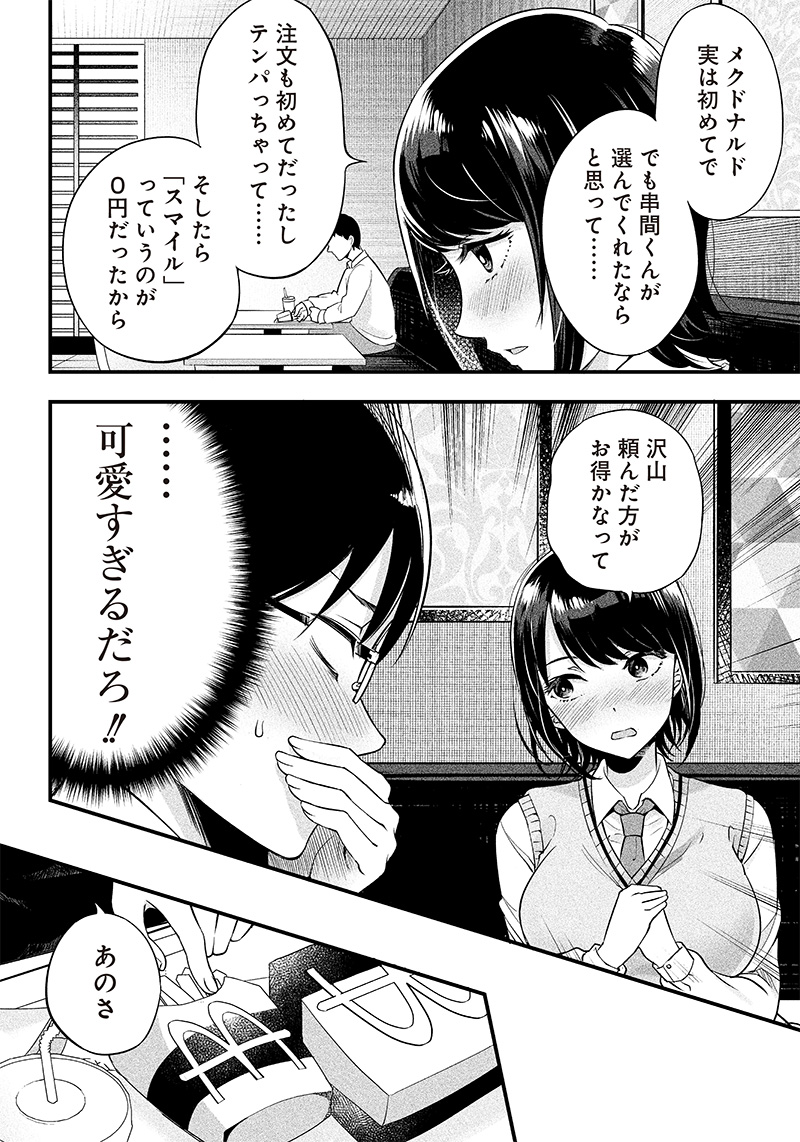 メクドナルド
実は初めてで
でも串間くんが
選んでくれたなら
と思って……
注文も初めてだったし
テンパっちゃって……
そしたら
「スマイル」
っていうのが
0円だったから
沢山
頼んだ方が
お得かなって
……
可愛すぎるだろ!!
あのさ